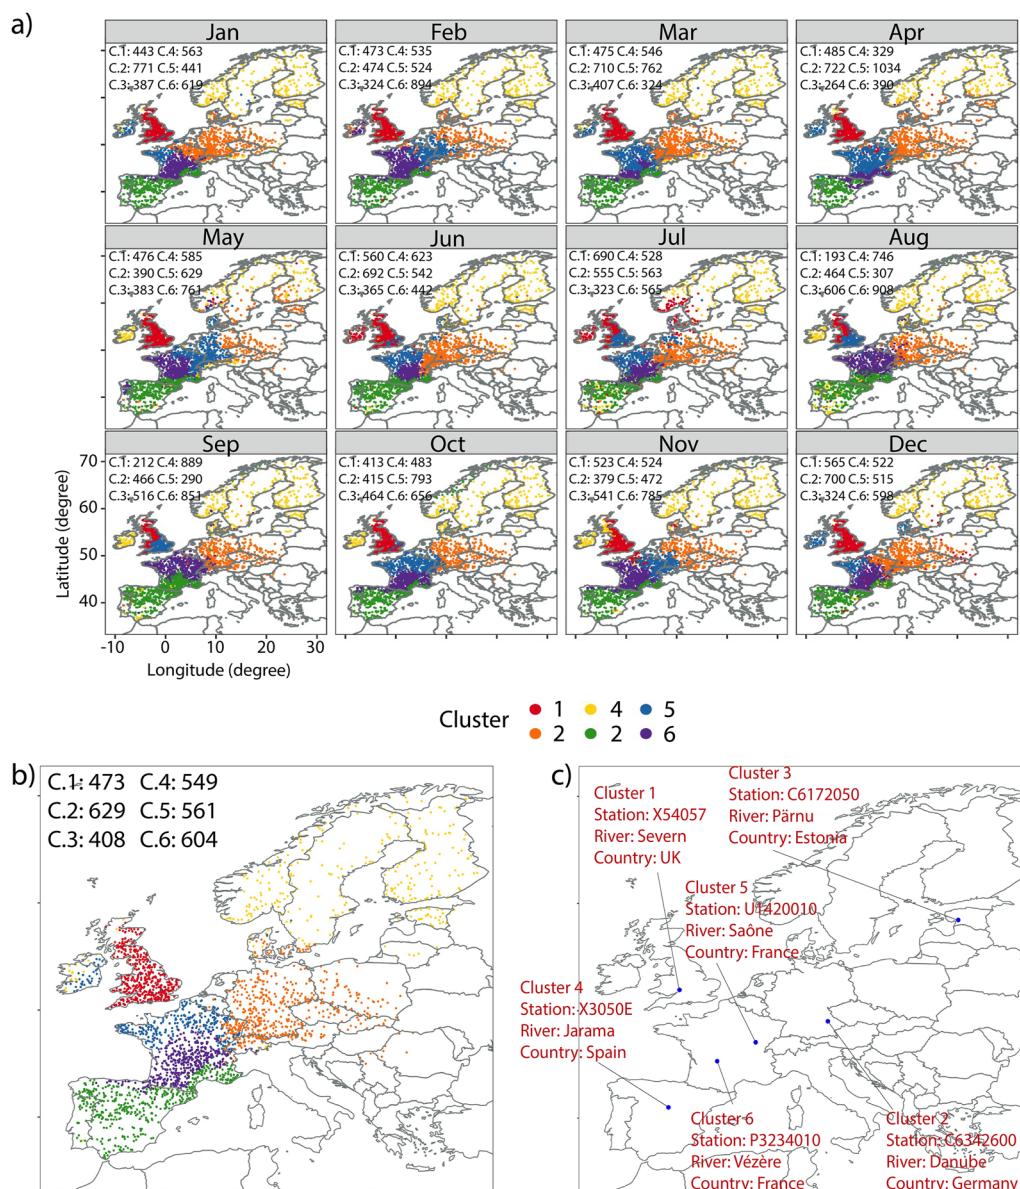 a)
Jan
C.1: 443 C.4: 563
C.2: 771 C.5: 441
C.3: 387 C.6: 619
Feb
C.1: 473 C.4: 535
C.2: 474 C.5: 524
C.3: 324 C.6: 894
Mar
C.1: 475 C.4: 546
C.2: 710 C.5: 762
C.3: 407 C.6: 324
Apr
C.1: 485 C.4: 329
C.2: 722 C.5: 1034
C.3: 264 C.6: 390
May
C.1: 476 C.4: 585
C.2: 390 C.5: 629
C.3: 383 C.6: 761
Jun
C.1: 560 C.4: 623
C.2: 692 C.5: 542
C.3: 365 C.6: 442
Jul
C.1: 690 C.4: 528
C.2: 555 C.5: 563
C.3: 323 C.6: 565
Aug
C.1: 193 C.4: 746
C.2: 464 C.5: 307
C.3: 606 C.6: 908
Sep
C.1: 212 C.4: 889
C.2: 466 C.5: 290
C.3: 516 C.6: 851
Oct
C.1: 413 C.4: 483
C.2: 415 C.5: 793
C.3: 464 C.6: 656
Nov
C.1: 523 C.4: 524
C.2: 379 C.5: 472
C.3: 541 C.6: 785
Dec
C.1: 565 C.4: 522
C.2: 700 C.5: 515
C.3: 324 C.6: 598
70
60
50
40
Latitude (degree)
-10 0 10 20 30
Longitude (degree)
Cluster 1 4 5
2 2 6
b)
C.1: 473 C.4: 549
C.2: 629 C.5: 561
C.3: 408 C.6: 604
c)
Cluster 3
Station: C6172050
River: Pärnu
Country: Estonia
Cluster 1
Station: X54057
River: Severn
Country: UK
Cluster 5
Station: U1420010
River: Saône
Country: France
Cluster 4
Station: X3050E
River: Jarama
Country: Spain
Cluster 6
Station: P3234010
River: Vézère
Country: France
Cluster 2
Station: C6342600
River: Danube
Country: Germany